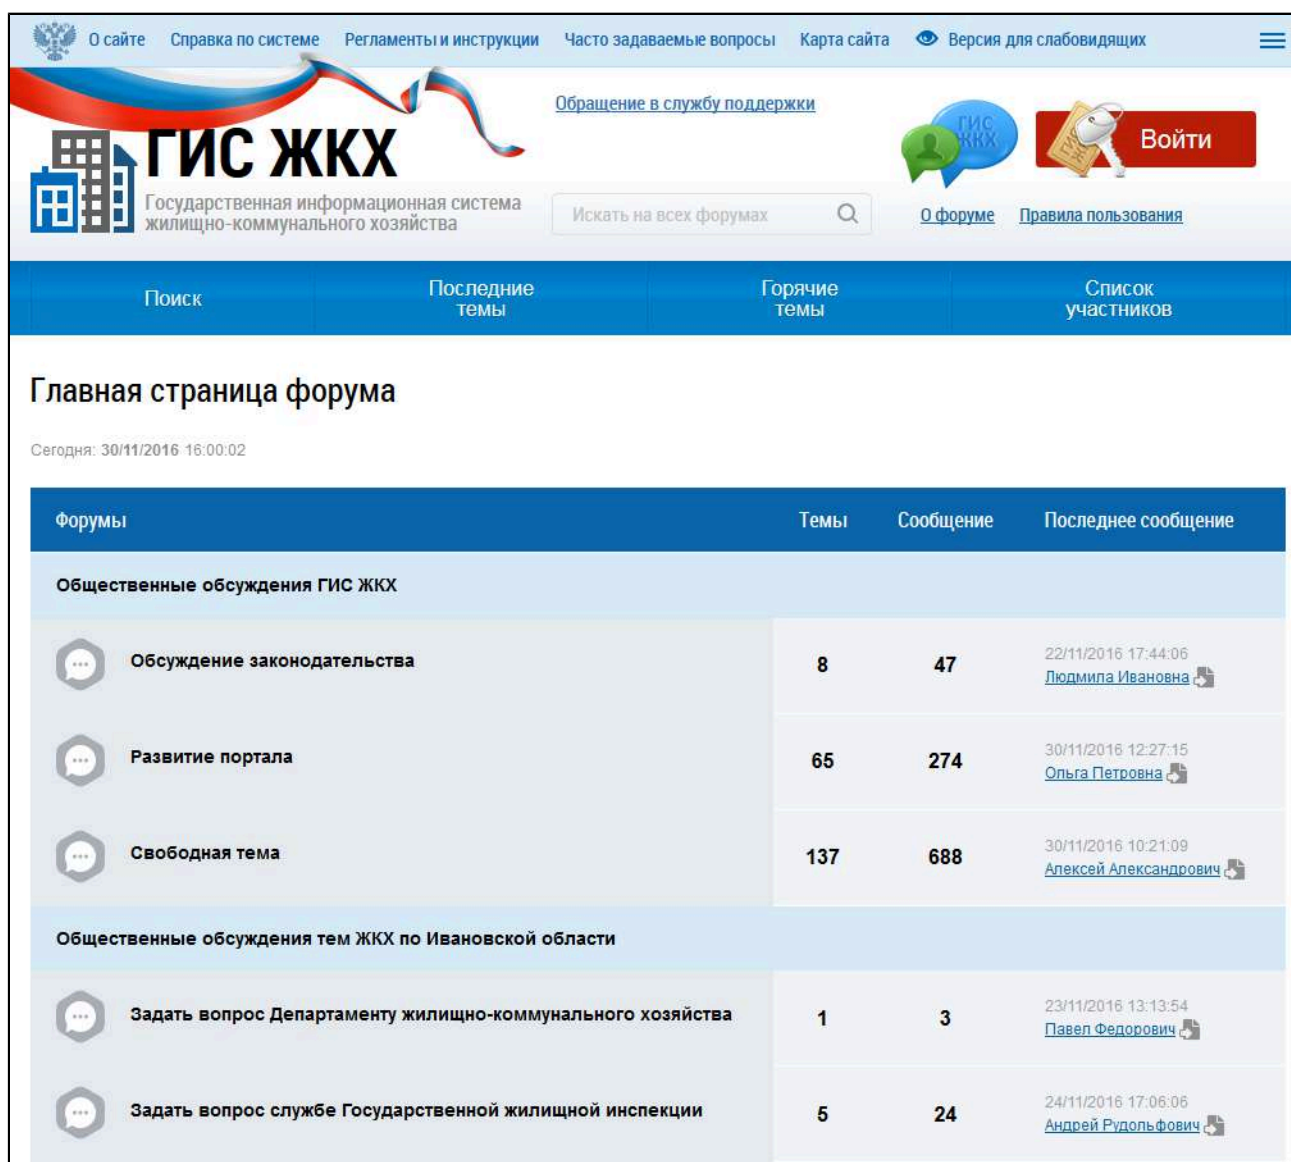 О сайте Справка по системе Регламенты и инструкции Часто задаваемые вопросы Карта сайта Версия для слабовидящих
Обращение в службу поддержки
ГИС ЖКХ
Государственная информационная система
жилищно-коммунального хозяйства
Искать на всех форумах
ГИС
ЖКХ
ГИС
ЖКХ
Войти
О форуме Правила пользования
Поиск
Последние
темы
Горячие
темы
Список
участников
Главная страница форума
Сегодня: 30/11/2016 16:00:02
Форумы Темы Сообщение Последнее сообщение
Общественные обсуждения ГИС ЖКХ
Обсуждение законодательства 8 47 22/11/2016 17:44:06
Людмила Ивановна
Развитие портала 65 274 30/11/2016 12:27:15
Ольга Петровна
Свободная тема 137 688 30/11/2016 10:21:09
Алексей Александрович
Общественные обсуждения тем ЖКХ по Ивановской области
Задать вопрос Департаменту жилищно-коммунального хозяйства 1 3 23/11/2016 13:13:54
Павел Федорович
Задать вопрос службе Государственной жилищной инспекции 5 24 24/11/2016 17:06:06
Андрей Рудольфович